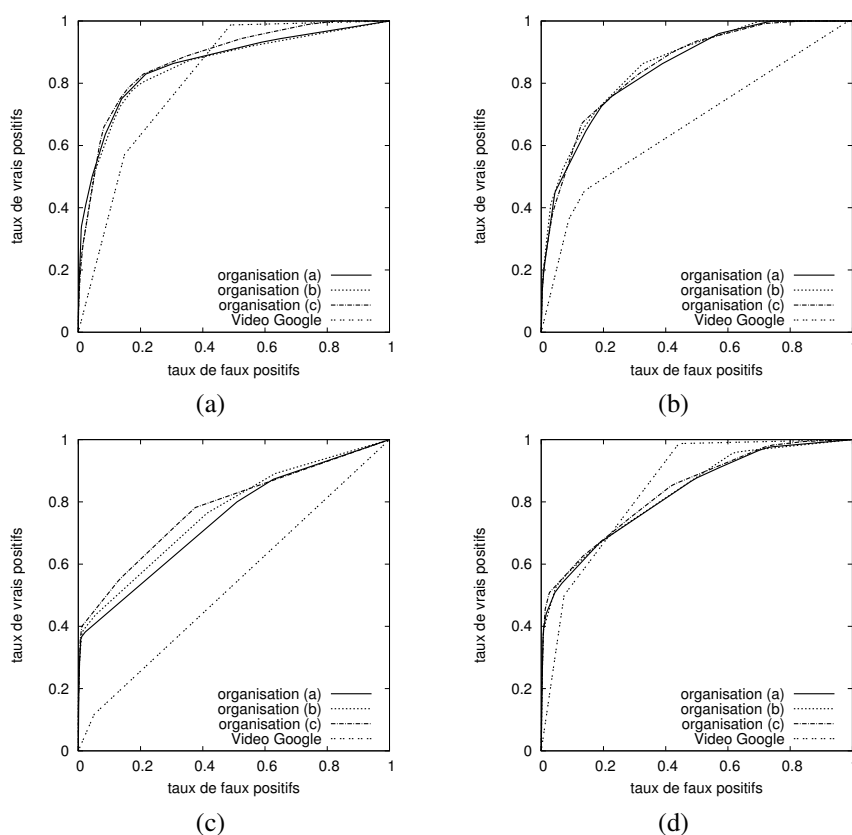 1
0.8
0.6
0.4
0.2
0
0 0.2 0.4 0.6 0.8 1
taux de vrais positifs
taux de faux positifs
organisation (a)
organisation (b)
organisation (c)
Video Google
(a)
1
0.8
0.6
0.4
0.2
0
0 0.2 0.4 0.6 0.8 1
taux de vrais positifs
taux de faux positifs
organisation (a)
organisation (b)
organisation (c)
Video Google
(b)
1
0.8
0.6
0.4
0.2
0
0 0.2 0.4 0.6 0.8 1
taux de vrais positifs
taux de faux positifs
organisation (a)
organisation (b)
organisation (c)
Video Google
(c)
1
0.8
0.6
0.4
0.2
0
0 0.2 0.4 0.6 0.8 1
taux de vrais positifs
taux de faux positifs
organisation (a)
organisation (b)
organisation (c)
Video Google
(d)